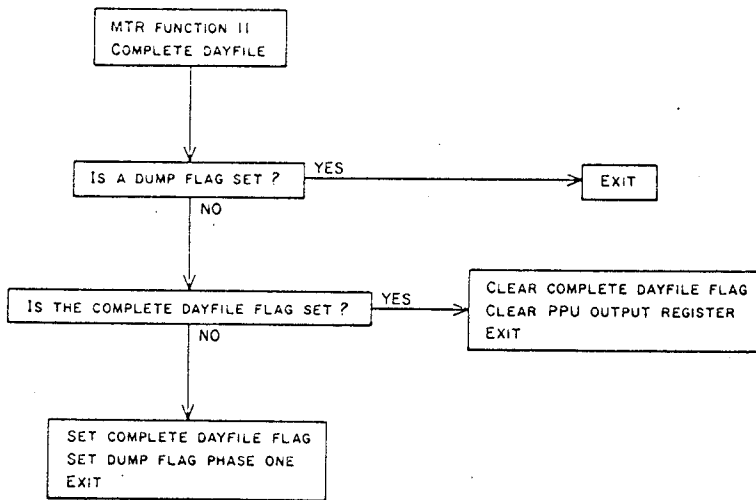 MTR FUNCTION 11
COMPLETE DAYFILE
IS A DUMP FLAG SET ?
YES
EXIT
NO
IS THE COMPLETE DAYFILE FLAG SET ?
YES
CLEAR COMPLETE DAYFILE FLAG
CLEAR PPU OUTPUT REGISTER
EXIT
NO
SET COMPLETE DAYFILE FLAG
SET DUMP FLAG PHASE ONE
EXIT